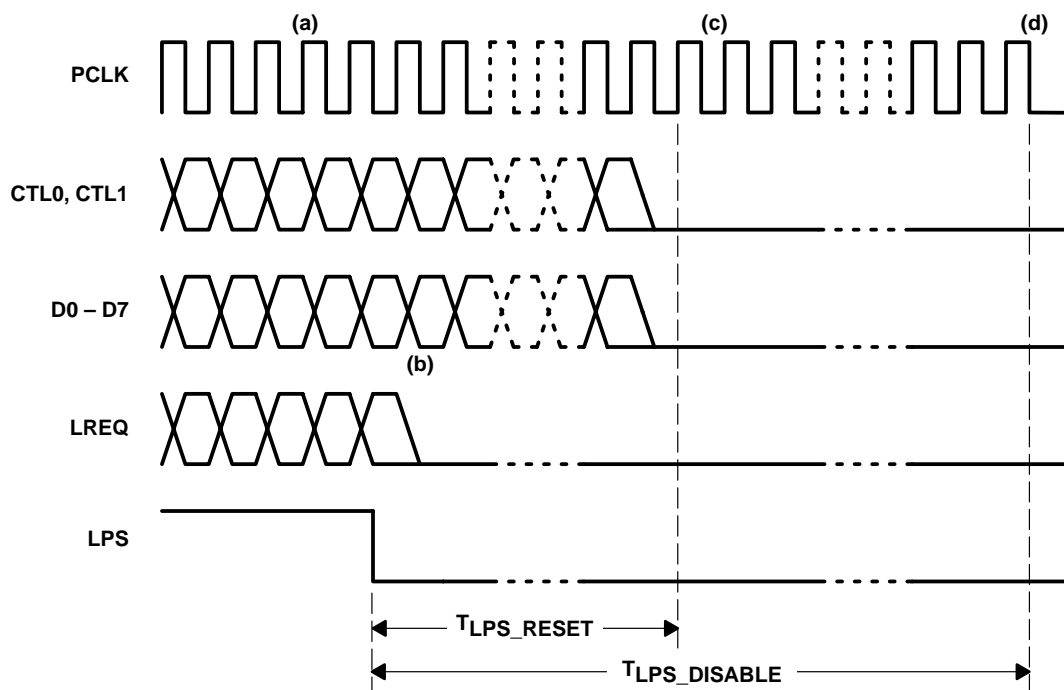 (a) (c) (d)
PCLK
CTL0, CTL1
D0 – D7
(b)
LREQ
LPS
TLPS_RESET
TLPS_DISABLE